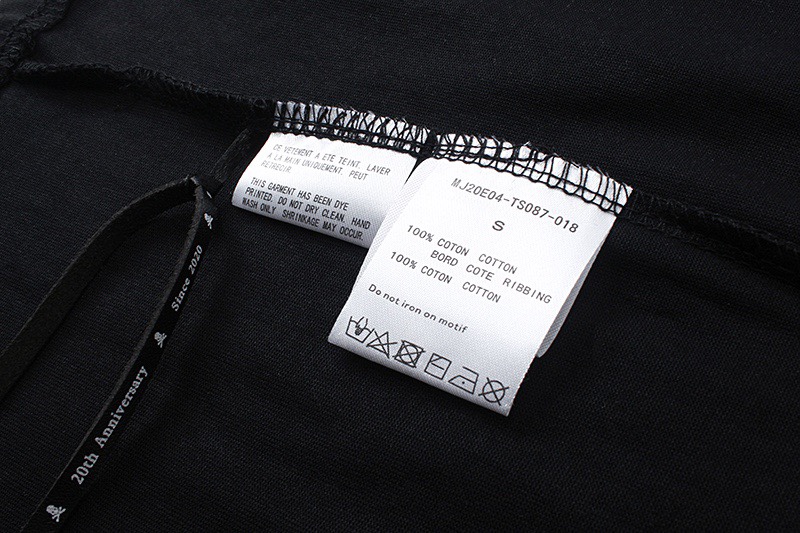 CE VETEMENT A ETE TEINT. LAVER
A LA MAIN UNIQUEMENT. PEUT
RETRECIR.
THIS GARMENT HAS BEEN DYE
PRINTED. DO NOT DRY CLEAN. HAND
WASH ONLY SHRINKAGE MAY OCCUR.
MJ20E04-TS087-018
S
100% COTON COTTON
BORD COTE RIBBING
100% COTON COTTON
Do not iron on motif
20th Anniversary
Since 2020